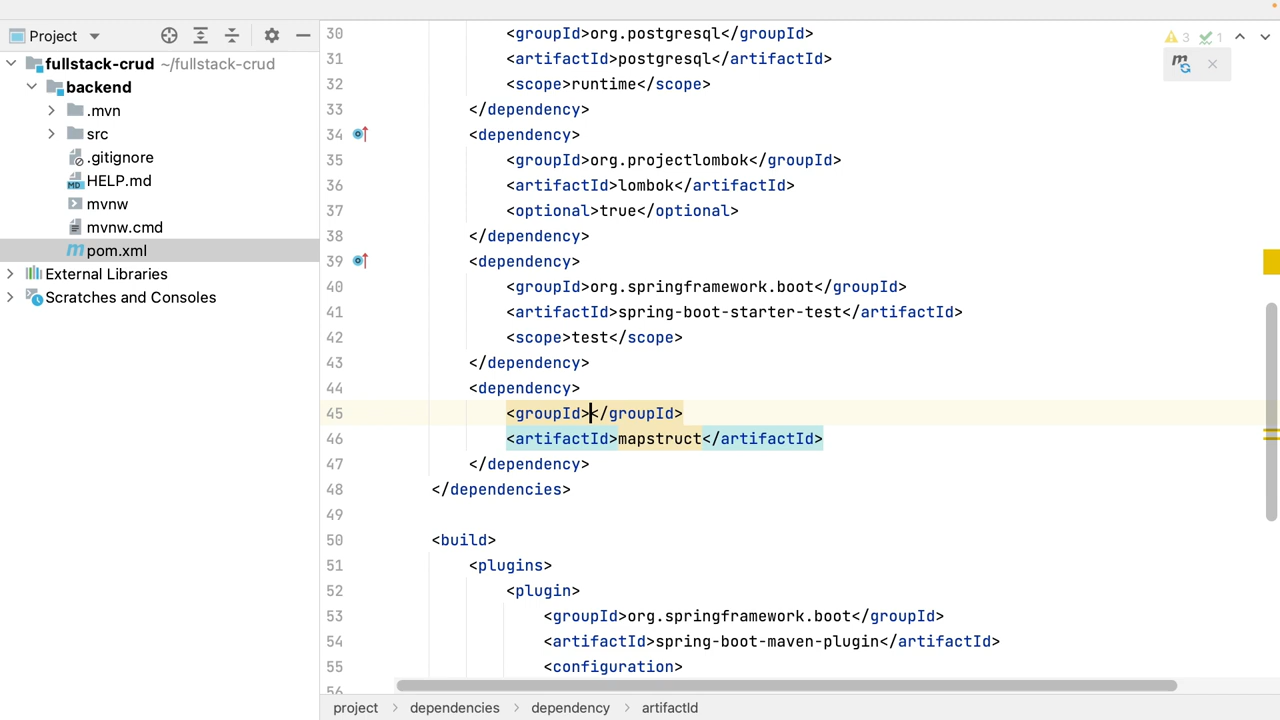 Project
fullstack-crud ~/fullstack-crud
backend
.mvn
src
.gitignore
HELP.md
mvnw
mvnw.cmd
pom.xml
External Libraries
Scratches and Consoles
3 1
30 <groupId>org.postgresql</groupId>
31 <artifactId>postgresql</artifactId>
32 <scope>runtime</scope>
33 </dependency>
34 <dependency>
35 <groupId>org.projectlombok</groupId>
36 <artifactId>lombok</artifactId>
37 <optional>true</optional>
38 </dependency>
39 <dependency>
40 <groupId>org.springframework.boot</groupId>
41 <artifactId>spring-boot-starter-test</artifactId>
42 <scope>test</scope>
43 </dependency>
44 <dependency>
45 <groupId></groupId>
46 <artifactId>mapstruct</artifactId>
47 </dependency>
48 </dependencies>
49
50 <build>
51 <plugins>
52 <plugin>
53 <groupId>org.springframework.boot</groupId>
54 <artifactId>spring-boot-maven-plugin</artifactId>
55 <configuration>
56
project > dependencies > dependency > artifactId